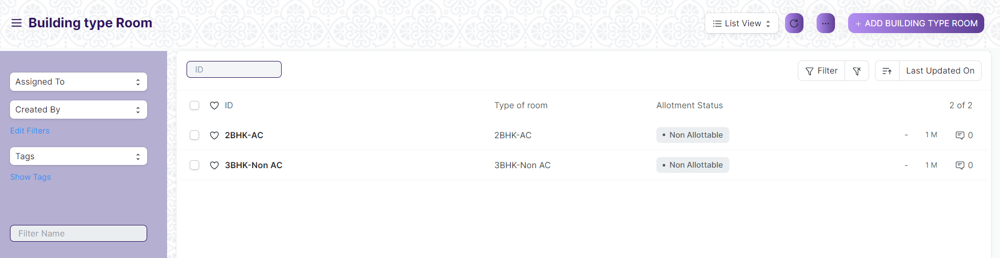 Building type Room
List View
...
+ ADD BUILDING TYPE ROOM
Assigned To
Created By
Edit Filters
Tags
Show Tags
Filter Name
ID
Filter
Last Updated On
ID Type of room Allotment Status 2 of 2
2BHK-AC 2BHK-AC • Non Allottable - 1 M 0
3BHK-Non AC 3BHK-Non AC • Non Allottable - 1 M 0